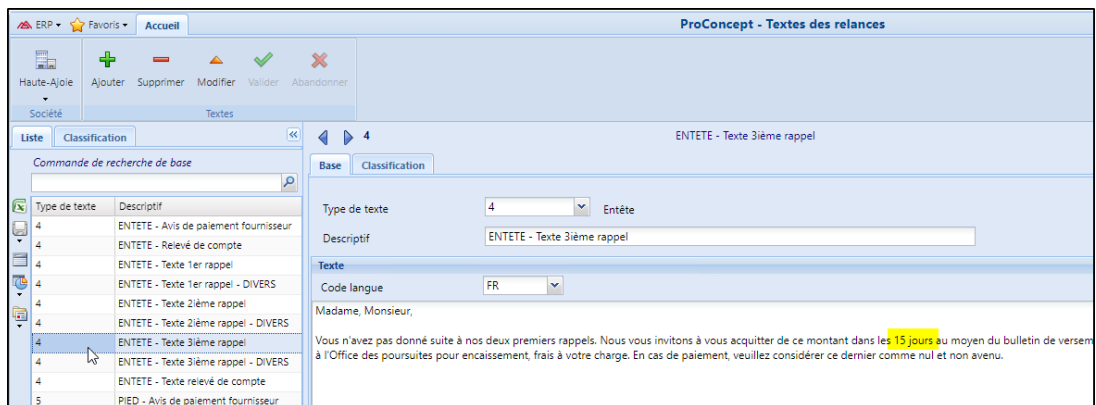 ERP Favoris Accueil ProConcept - Textes des relances
Haute-Ajoie Ajouter Supprimer Modifier Valider Abandonner
Société Textes
Liste Classification 4 ENTETE - Texte 3ième rappel
Commande de recherche de base
Base Classification
Type de texte Descriptif
4 ENTETE - Avis de paiement fournisseur
4 ENTETE - Relevé de compte
4 ENTETE - Texte 1er rappel
4 ENTETE - Texte 1er rappel - DIVERS
4 ENTETE - Texte 2ième rappel
4 ENTETE - Texte 2ième rappel - DIVERS
4 ENTETE - Texte 3ième rappel
4 ENTETE - Texte 3ième rappel - DIVERS
4 ENTETE - Texte relevé de compte
5 PIED - Avis de paiement fournisseur
Type de texte 4 Entête
Descriptif ENTETE - Texte 3ième rappel
Texte
Code langue FR
Madame, Monsieur,
Vous n'avez pas donné suite à nos deux premiers rappels. Nous vous invitons à vous acquitter de ce montant dans les 15 jours au moyen du bulletin de versem
à l'Office des poursuites pour encaissement, frais à votre charge. En cas de paiement, veuillez considérer ce dernier comme nul et non avenu.